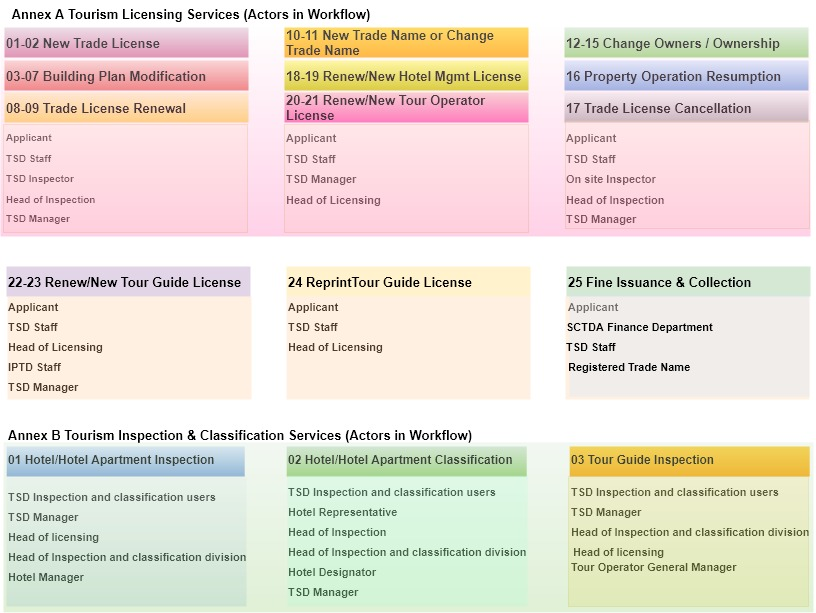 Annex A Tourism Licensing Services (Actors in Workflow)
01-02 New Trade License
03-07 Building Plan Modification
08-09 Trade License Renewal
Applicant
TSD Staff
TSD Inspector
Head of Inspection
TSD Manager
10-11 New Trade Name or Change
Trade Name
18-19 Renew/New Hotel Mgmt License
20-21 Renew/New Tour Operator
License
Applicant
TSD Staff
TSD Manager
Head of Licensing
12-15 Change Owners / Ownership
16 Property Operation Resumption
17 Trade License Cancellation
Applicant
TSD Staff
On site Inspector
Head of Inspection
TSD Manager
22-23 Renew/New Tour Guide License
Applicant
TSD Staff
Head of Licensing
IPTD Staff
TSD Manager
24 ReprintTour Guide License
Applicant
TSD Staff
Head of Licensing
25 Fine Issuance & Collection
Applicant
SCTDA Finance Department
TSD Staff
Registered Trade Name
Annex B Tourism Inspection & Classification Services (Actors in Workflow)
01 Hotel/Hotel Apartment Inspection
TSD Inspection and classification users
TSD Manager
Head of licensing
Head of Inspection and classification division
Hotel Manager
02 Hotel/Hotel Apartment Classification
TSD Inspection and classification users
Hotel Representative
Head of Inspection
Head of Inspection and classification division
Hotel Designator
TSD Manager
03 Tour Guide Inspection
TSD Inspection and classification users
TSD Manager
Head of Inspection and classification division
Head of licensing
Tour Operator General Manager